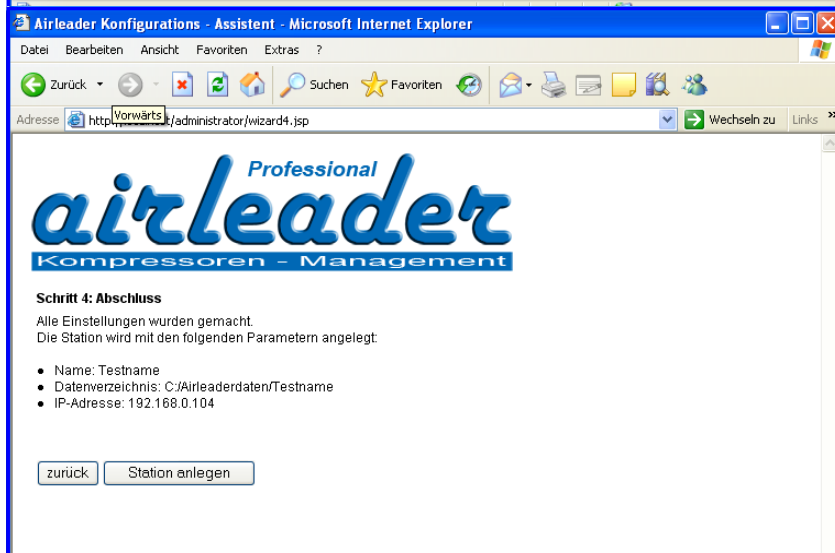 Airleader Konfigurations - Assistent - Microsoft Internet Explorer
Datei Bearbeiten Ansicht Favoriten Extras ?
Zurück Suchen Favoriten
Vorwärts
Adresse http t/administrator/wizard4.jsp Wechseln zu Links »
Professional
airleader
Kompressoren - Management
Schritt 4: Abschluss
Alle Einstellungen wurden gemacht.
Die Station wird mit den folgenden Parametern angelegt:
● Name: Testname
● Datenverzeichnis: C:/Airleaderdaten/Testname
● IP-Adresse: 192.168.0.104
zurück Station anlegen